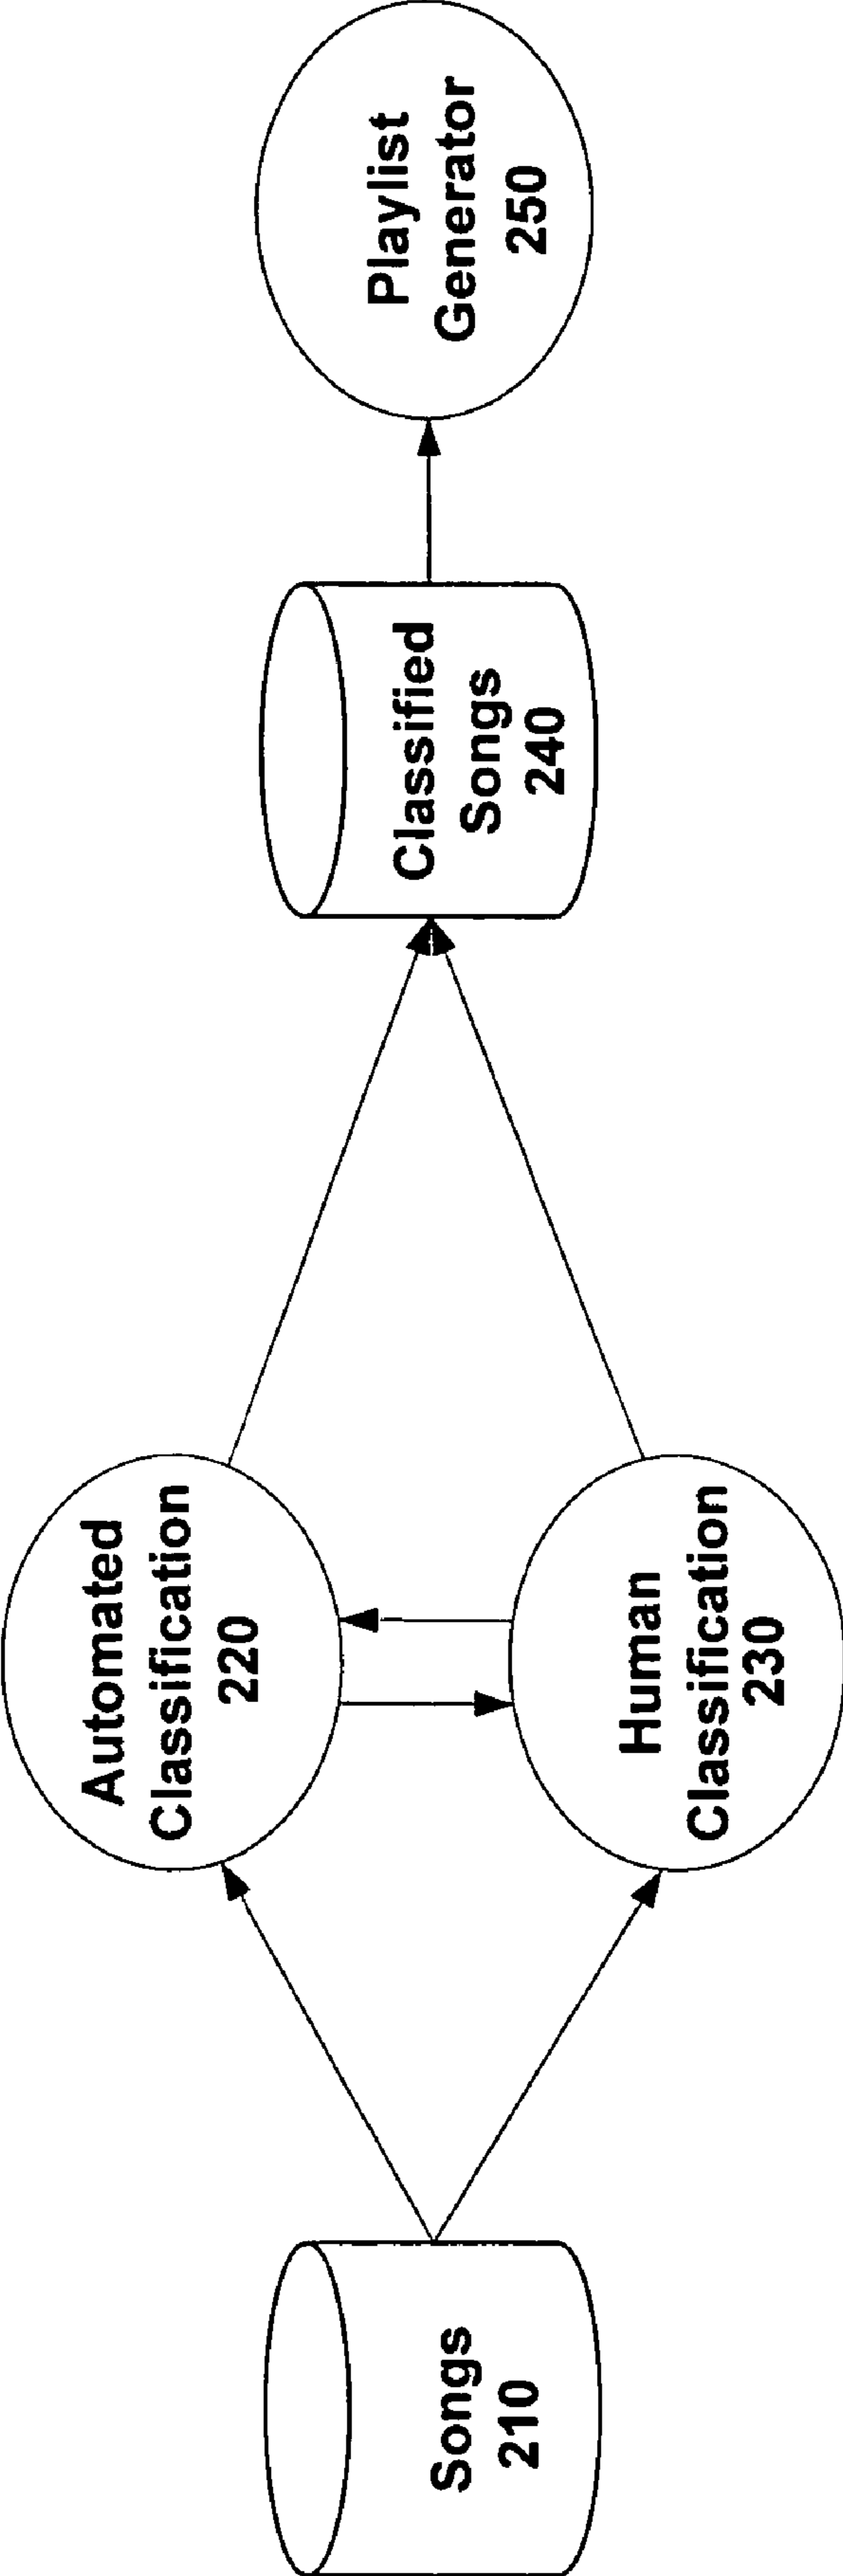 Songs
210
Automated
Classification
220
Human
Classification
230
Classified
Songs
240
Playlist
Generator
250